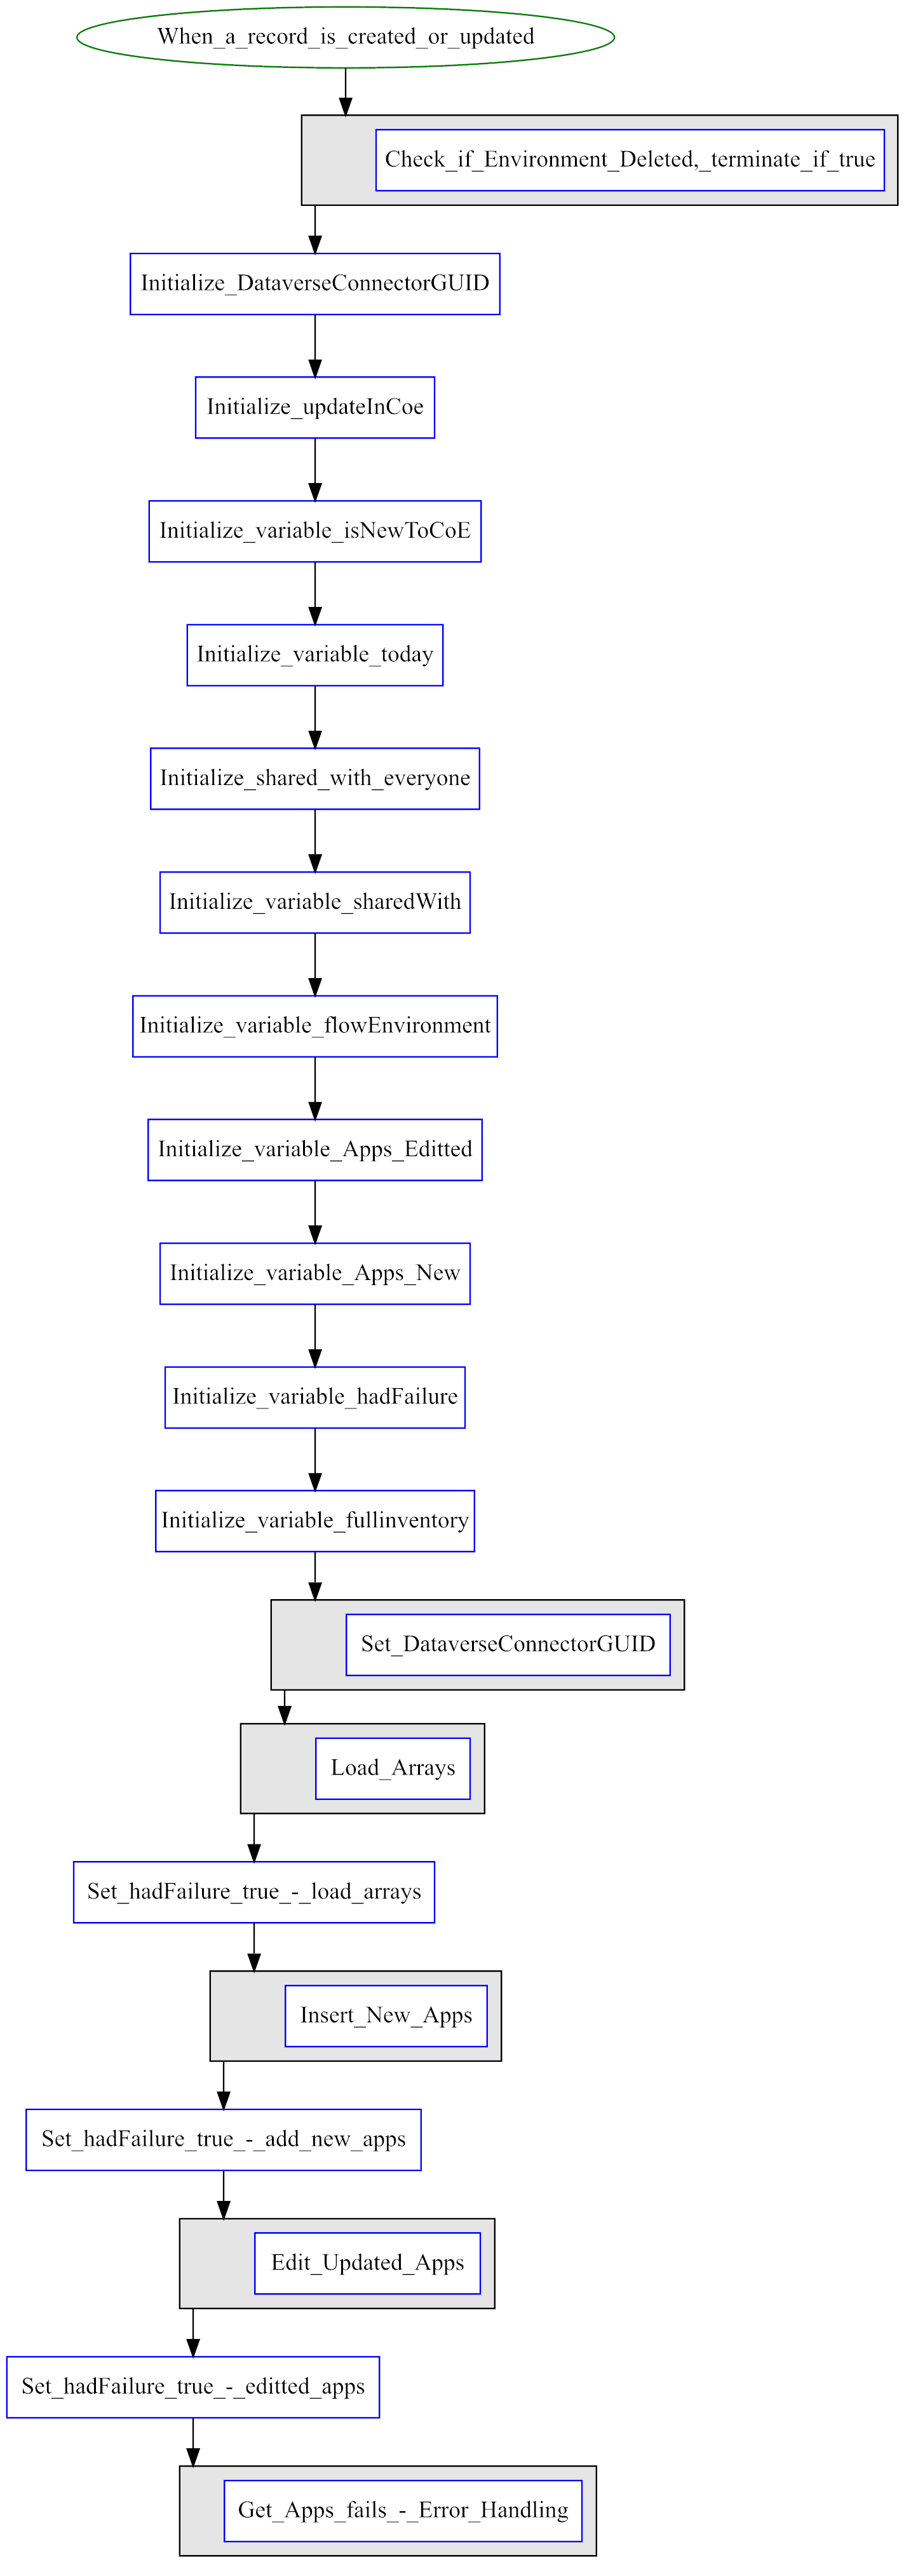 When_a_record_is_created_or_updated
Check_if_Environment_Deleted,_terminate_if_true
Initialize_DataverseConnectorGUID
Initialize_updateInCoe
Initialize_variable_isNewToCoE
Initialize_variable_today
Initialize_shared_with_everyone
Initialize_variable_sharedWith
Initialize_variable_flowEnvironment
Initialize_variable_Apps_Editted
Initialize_variable_Apps_New
Initialize_variable_hadFailure
Initialize_variable_fullinventory
Set_DataverseConnectorGUID
Load_Arrays
Set_hadFailure_true_-_load_arrays
Insert_New_Apps
Set_hadFailure_true_-_add_new_apps
Edit_Updated_Apps
Set_hadFailure_true_-_editted_apps
Get_Apps_fails_-_Error_Handling